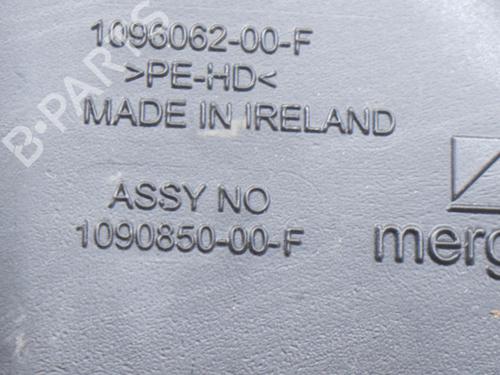 1096062-00-F
>PE-HD<
MADE IN IRELAND
ASSY NO
1090850-00-F
merg
B-PARTS